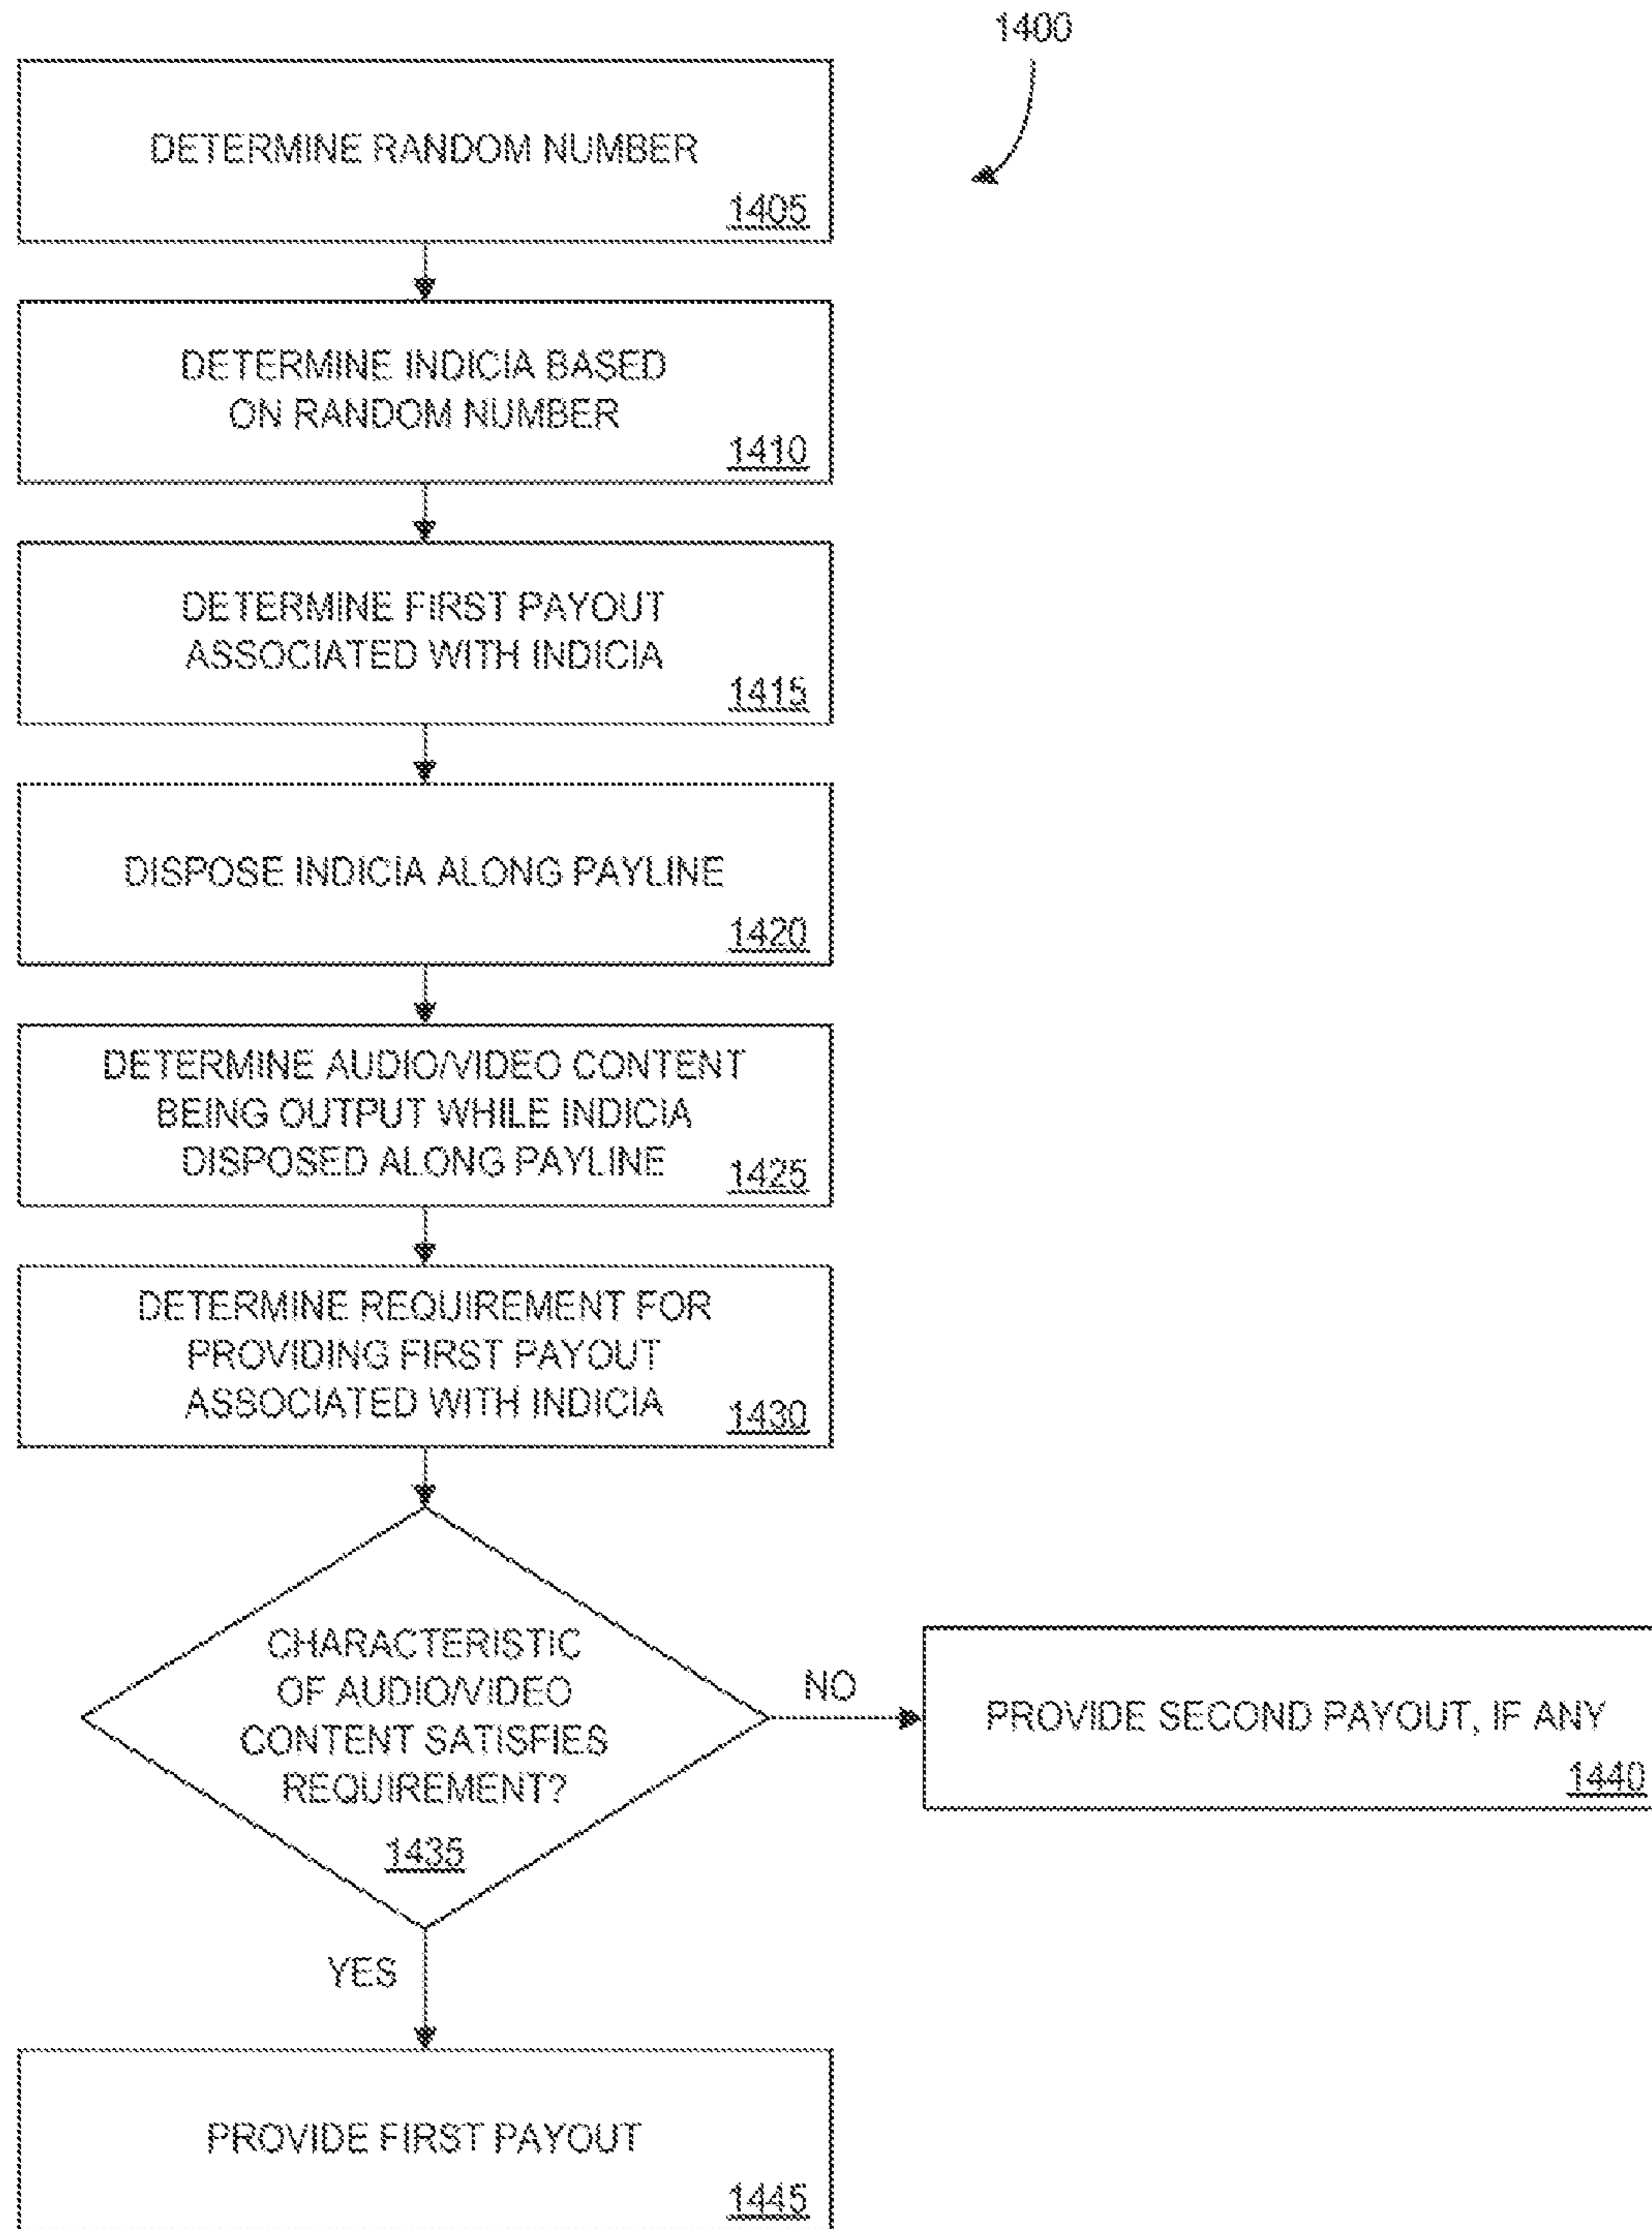 1400
DETERMINE RANDOM NUMBER
1405
DETERMINE INDICIA BASED
ON RANDOM NUMBER
1410
DETERMINE FIRST PAYOUT
ASSOCIATED WITH INDICIA
1415
DISPOSE INDICIA ALONG PAYLINE
1420
DETERMINE AUDIO/VIDEO CONTENT
BEING OUTPUT WHILE INDICIA
DISPOSED ALONG PAYLINE
1425
DETERMINE REQUIREMENT FOR
PROVIDING FIRST PAYOUT
ASSOCIATED WITH INDICIA
1430
CHARACTERISTIC
OF AUDIO/VIDEO
CONTENT SATISFIES
REQUIREMENT?
1435
NO
PROVIDE SECOND PAYOUT, IF ANY
1440
YES
PROVIDE FIRST PAYOUT
1445